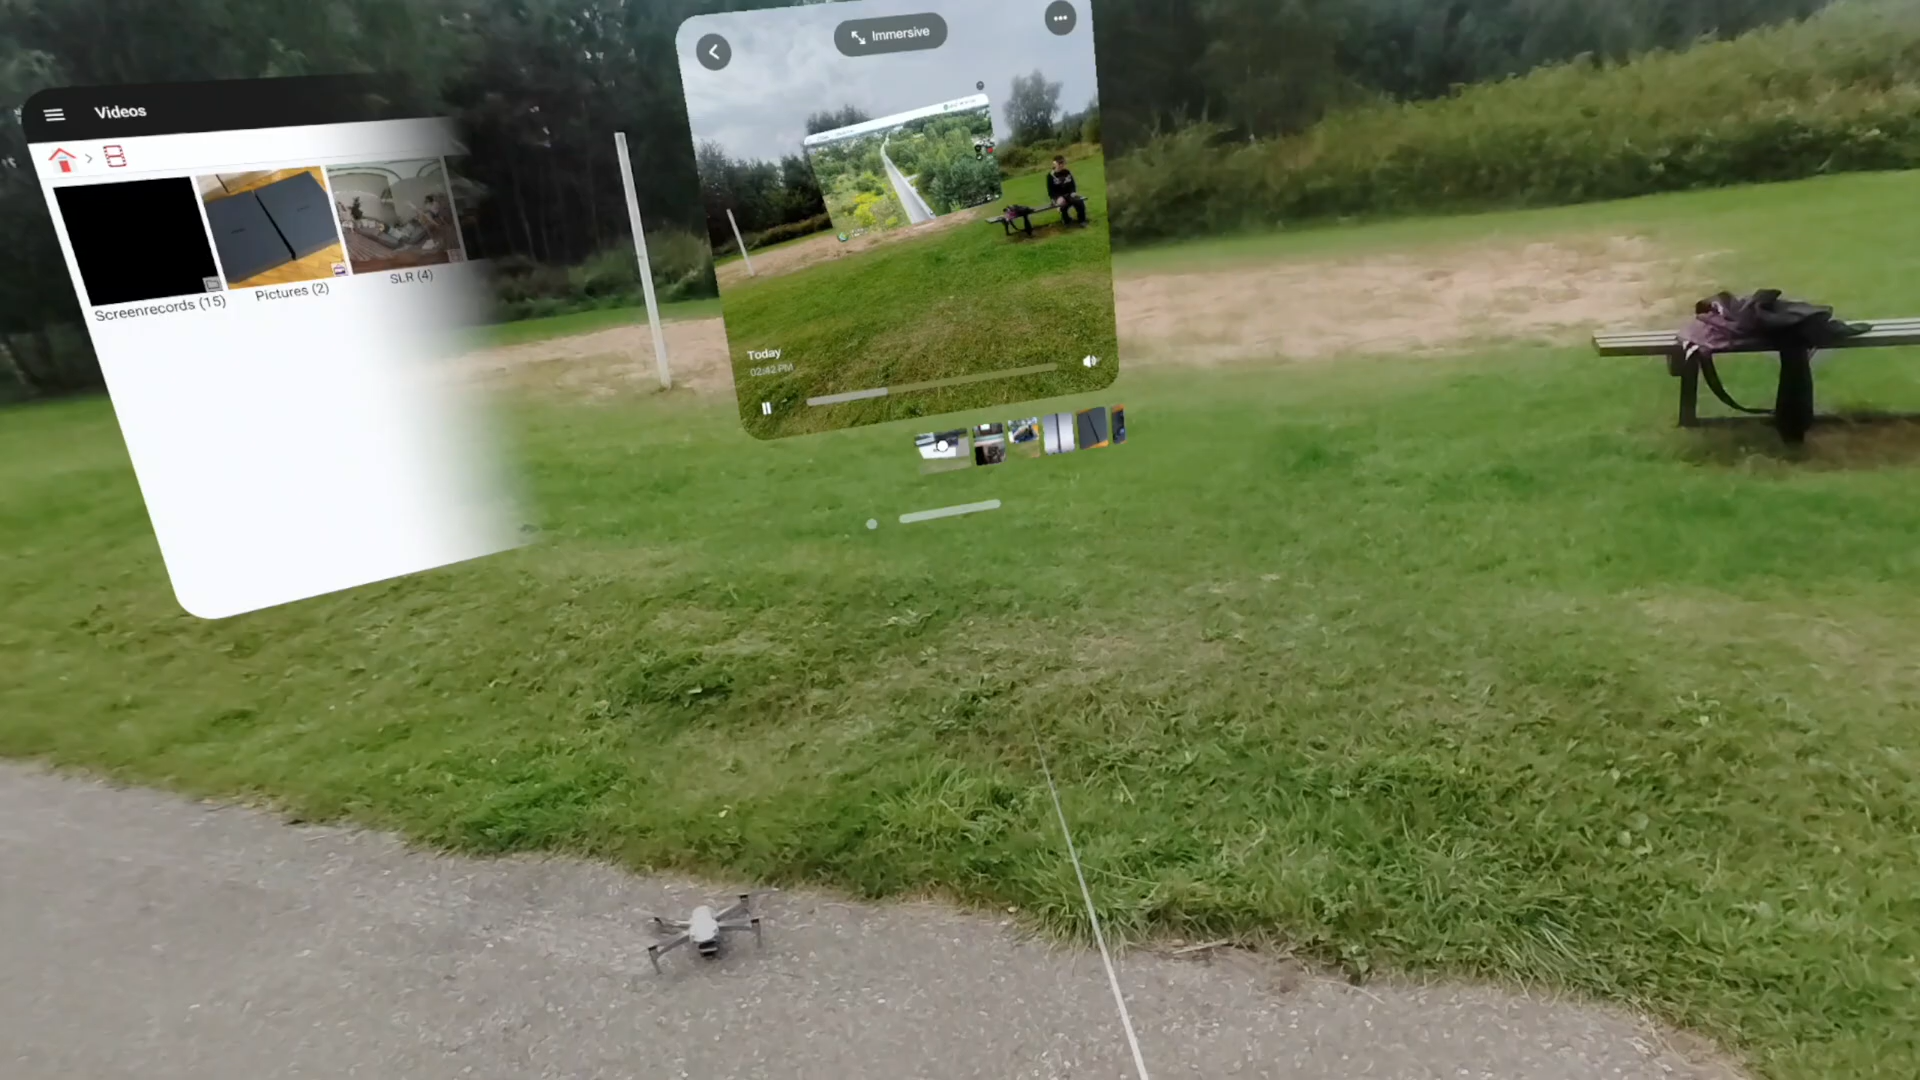 Videos
Screenrecords (15)
Pictures (2)
SLR (4)
Immersive
Today
02:42 PM